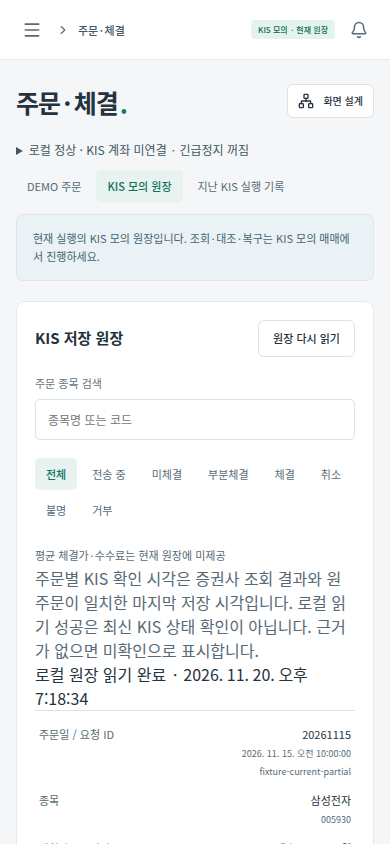 주문·체결
KIS 모의 · 현재 원장
주문·체결.
화면 설계
▶ 로컬 정상 · KIS 계좌 미연결 · 긴급정지 꺼짐
DEMO 주문
KIS 모의 원장
지난 KIS 실행 기록
현재 실행의 KIS 모의 원장입니다. 조회·대조·복구는 KIS 모의 매매에
서 진행하세요.
KIS 저장 원장
원장 다시 읽기
주문 종목 검색
종목명 또는 코드
전체 전송 중 미체결 부분체결 체결 취소
불명 거부
평균 체결가·수수료는 현재 원장에 미제공
주문별 KIS 확인 시각은 증권사 조회 결과와 원
주문이 일치한 마지막 저장 시각입니다. 로컬 읽
기 성공은 최신 KIS 상태 확인이 아닙니다. 근거
가 없으면 미확인으로 표시합니다.
로컬 원장 읽기 완료 · 2026. 11. 20. 오후
7:18:34
주문일 / 요청 ID
20261115
2026. 11. 15. 오전 10:00:00
fixture-current-partial
종목
삼성전자
005930